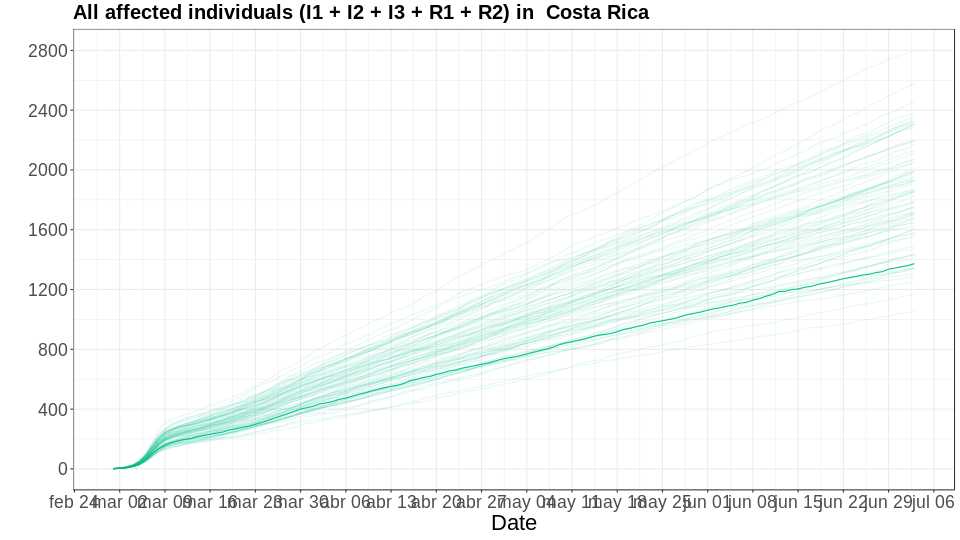 All affected individuals (I1 + I2 + I3 + R1 + R2) in  Costa Rica
2800
2400
2000
1600
1200
800
400
0
feb 24 mar 02 mar 09 mar 16 mar 23 mar 30 abr 06 abr 13 abr 20 abr 27 may 04 may 11 may 18 may 25 jun 01 jun 08 jun 15 jun 22 jun 29 jul 06
Date